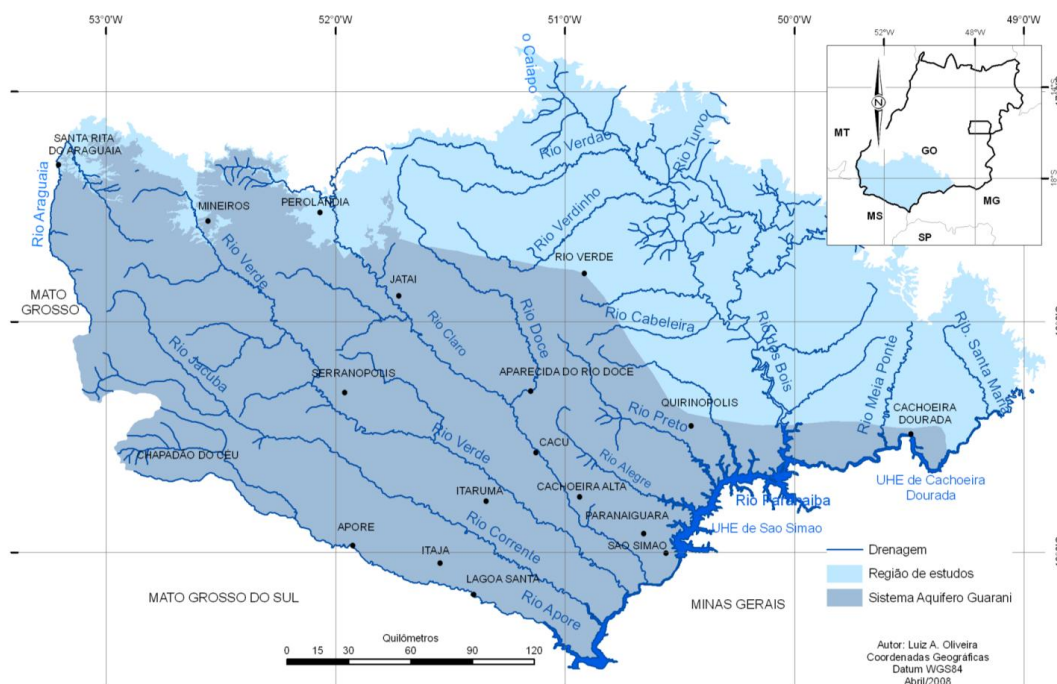 53°0'W
52°0'W
51°0'W
50°0'W
49°0'W
52°W
48°W
14°S
18°S
N
MT
GO
MS
MG
SP
o Caiapo
Rio Verdao
Rio Turvo
SANTA RITA
DO ARAGUAIA
Rio Araguaia
MINEIROS
PEROLANDIA
Rio Verdinho
Rio Verde
RIO VERDE
JATAI
MATO
GROSSO
Rio Claro
Rio Doce
Rio Cabeleira
Rio dos Bois
Rio Meia Ponte
Rib. Santa Maria
Rio Jacuba
SERRANOPOLIS
APARECIDA DO RIO DOCE
QUIRINOPOLIS
Rio Preto
CACHOEIRA
DOURADA
Rio Verde
CACU
CHAPADÃO DO CEU
Rio Alegre
UHE de Cachoeira
Dourada
ITARUMA
CACHOEIRA ALTA
Rio Paranaiba
PARANAIGUARA
UHE de Sao Simao
Rio Corrente
APORE
SAO SIMAO
ITAJA
LAGOA SANTA
Rio Apore
MATO GROSSO DO SUL
MINAS GERAIS
Drenagem
Região de estudos
Sistema Aquifero Guarani
Quilômetros
0 15 30 60 90 120
Autor: Luiz A. Oliveira
Coordenadas Geográficas
Datum WGS84
Abril/2008